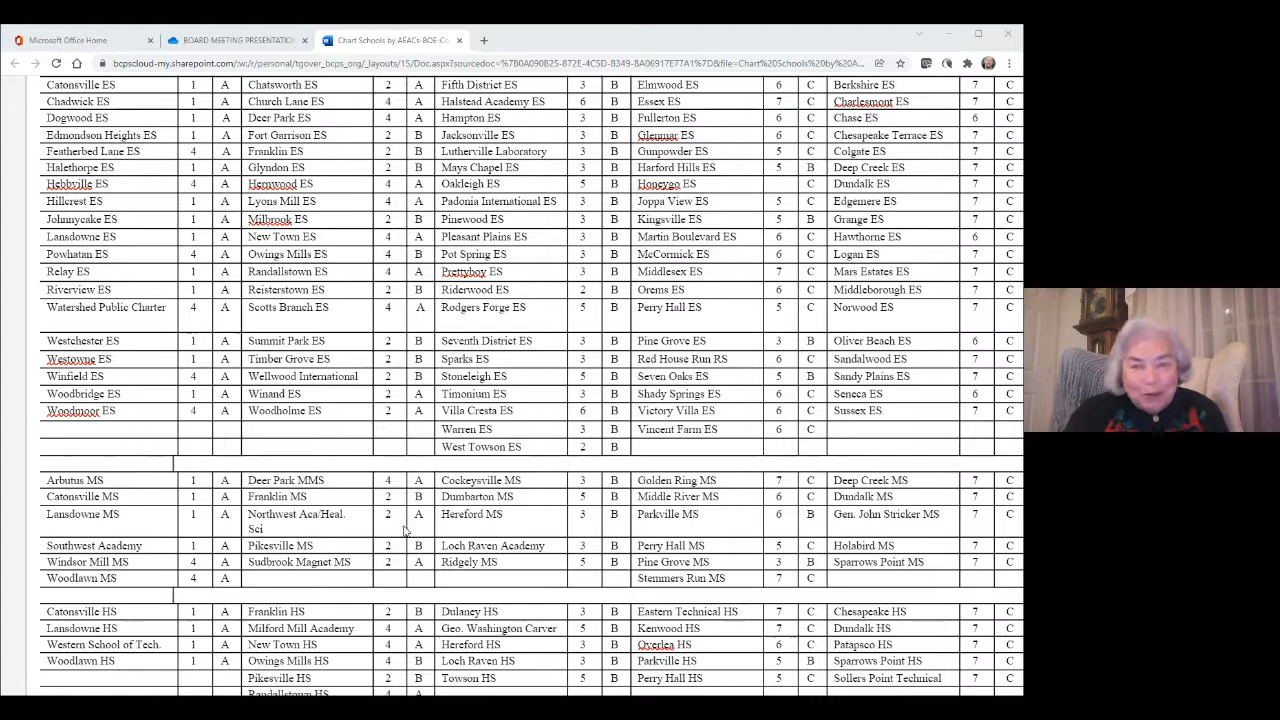 Microsoft Office Home
BOARD MEETING PRESENTATION
Chart Schools by AEACs-BOE-Co
bcpscloud-my.sharepoint.com/:w:/r/personal/tgover_bcps_org/_layouts/15/Doc.aspx?sourcedoc=%7B0A090B25-872E-4C5D-B349-BA06917E71A1%7D&file=Chart%20Schools%20by%20A...
Catonsville ES 1 A Chatsworth ES 2 A Fifth District ES 3 B Elmwood ES 6 C Berkshire ES 7 C
Chadwick ES 1 A Church Lane ES 4 A Halstead Academy ES 6 B Essex ES 7 C Charlesmont ES 7 C
Dogwood ES 1 A Deer Park ES 4 A Hampton ES 3 B Fullerton ES 6 C Chase ES 6 C
Edmondson Heights ES 1 A Fort Garrison ES 2 B Jacksonville ES 3 B Glenmar ES 6 C Chesapeake Terrace ES 7 C
Featherbed Lane ES 4 A Franklin ES 2 B Lutherville Laboratory 3 B Gunpowder ES 5 C Colgate ES 7 C
Halethorpe ES 1 A Glyndon ES 2 B Mays Chapel ES 3 B Harford Hills ES 5 B Deep Creek ES 7 C
Hebbville ES 4 A Hernwood ES 4 A Oakleigh ES 5 B Honeygo ES C Dundalk ES 7 C
Hillcrest ES 1 A Lyons Mill ES 4 A Padonia International ES 3 B Joppa View ES 5 C Edgemere ES 7 C
Johnnycake ES 1 A Milbrook ES 2 B Pinewood ES 3 B Kingsville ES 5 B Grange ES 7 C
Lansdowne ES 1 A New Town ES 4 A Pleasant Plains ES 3 B Martin Boulevard ES 6 C Hawthorne ES 6 C
Powhatan ES 4 A Owings Mills ES 4 B Pot Spring ES 3 B McCormick ES 6 C Logan ES 7 C
Relay ES 1 A Randallstown ES 4 A Prettyboy ES 3 B Middlesex ES 7 C Mars Estates ES 7 C
Riverview ES 1 A Reisterstown ES 2 B Riderwood ES 2 B Orems ES 6 C Middleborough ES 7 C
Watershed Public Charter 4 A Scotts Branch ES 4 A Rodgers Forge ES 5 B Perry Hall ES 5 C Norwood ES 7 C
Westchester ES 1 A Summit Park ES 2 B Seventh District ES 3 B Pine Grove ES 3 B Oliver Beach ES 6 C
Westowne ES 1 A Timber Grove ES 2 B Sparks ES 3 B Red House Run RS 6 C Sandalwood ES 7 C
Winfield ES 4 A Wellwood International 2 B Stoneleigh ES 5 B Seven Oaks ES 5 B Sandy Plains ES 7 C
Woodbridge ES 1 A Winand ES 2 A Timonium ES 3 B Shady Springs ES 6 C Seneca ES 6 C
Woodmoor ES 4 A Woodholme ES 2 A Villa Cresta ES 6 B Victory Villa ES 6 C Sussex ES 7 C
Warren ES 3 B Vincent Farm ES 6 C
West Towson ES 2 B
Arbutus MS 1 A Deer Park MMS 4 A Cockeysville MS 3 B Golden Ring MS 7 C Deep Creek MS 7 C
Catonsville MS 1 A Franklin MS 2 B Dumbarton MS 5 B Middle River MS 6 C Dundalk MS 7 C
Lansdowne MS 1 A Northwest Aca/Heal. 2 A Hereford MS 3 B Parkville MS 6 B Gen. John Stricker MS 7 C
Sci
Southwest Academy 1 A Pikesville MS 2 B Loch Raven Academy 3 B Perry Hall MS 5 C Holabird MS 7 C
Windsor Mill MS 4 A Sudbrook Magnet MS 2 A Ridgely MS 5 B Pine Grove MS 3 B Sparrows Point MS 7 C
Woodlawn MS 4 A Stemmers Run MS 7 C
Catonsville HS 1 A Franklin HS 2 B Dulaney HS 3 B Eastern Technical HS 7 C Chesapeake HS 7 C
Lansdowne HS 1 A Milford Mill Academy 4 A Geo. Washington Carver 5 B Kenwood HS 7 C Dundalk HS 7 C
Western School of Tech. 1 A New Town HS 4 A Hereford HS 3 B Overlea HS 6 C Patapsco HS 7 C
Woodlawn HS 1 A Owings Mills HS 4 B Loch Raven HS 3 B Parkville HS 5 B Sparrows Point HS 7 C
Pikesville HS 2 B Towson HS 5 B Perry Hall HS 5 C Sollers Point Technical 7 C
Randallstown HS 4 A